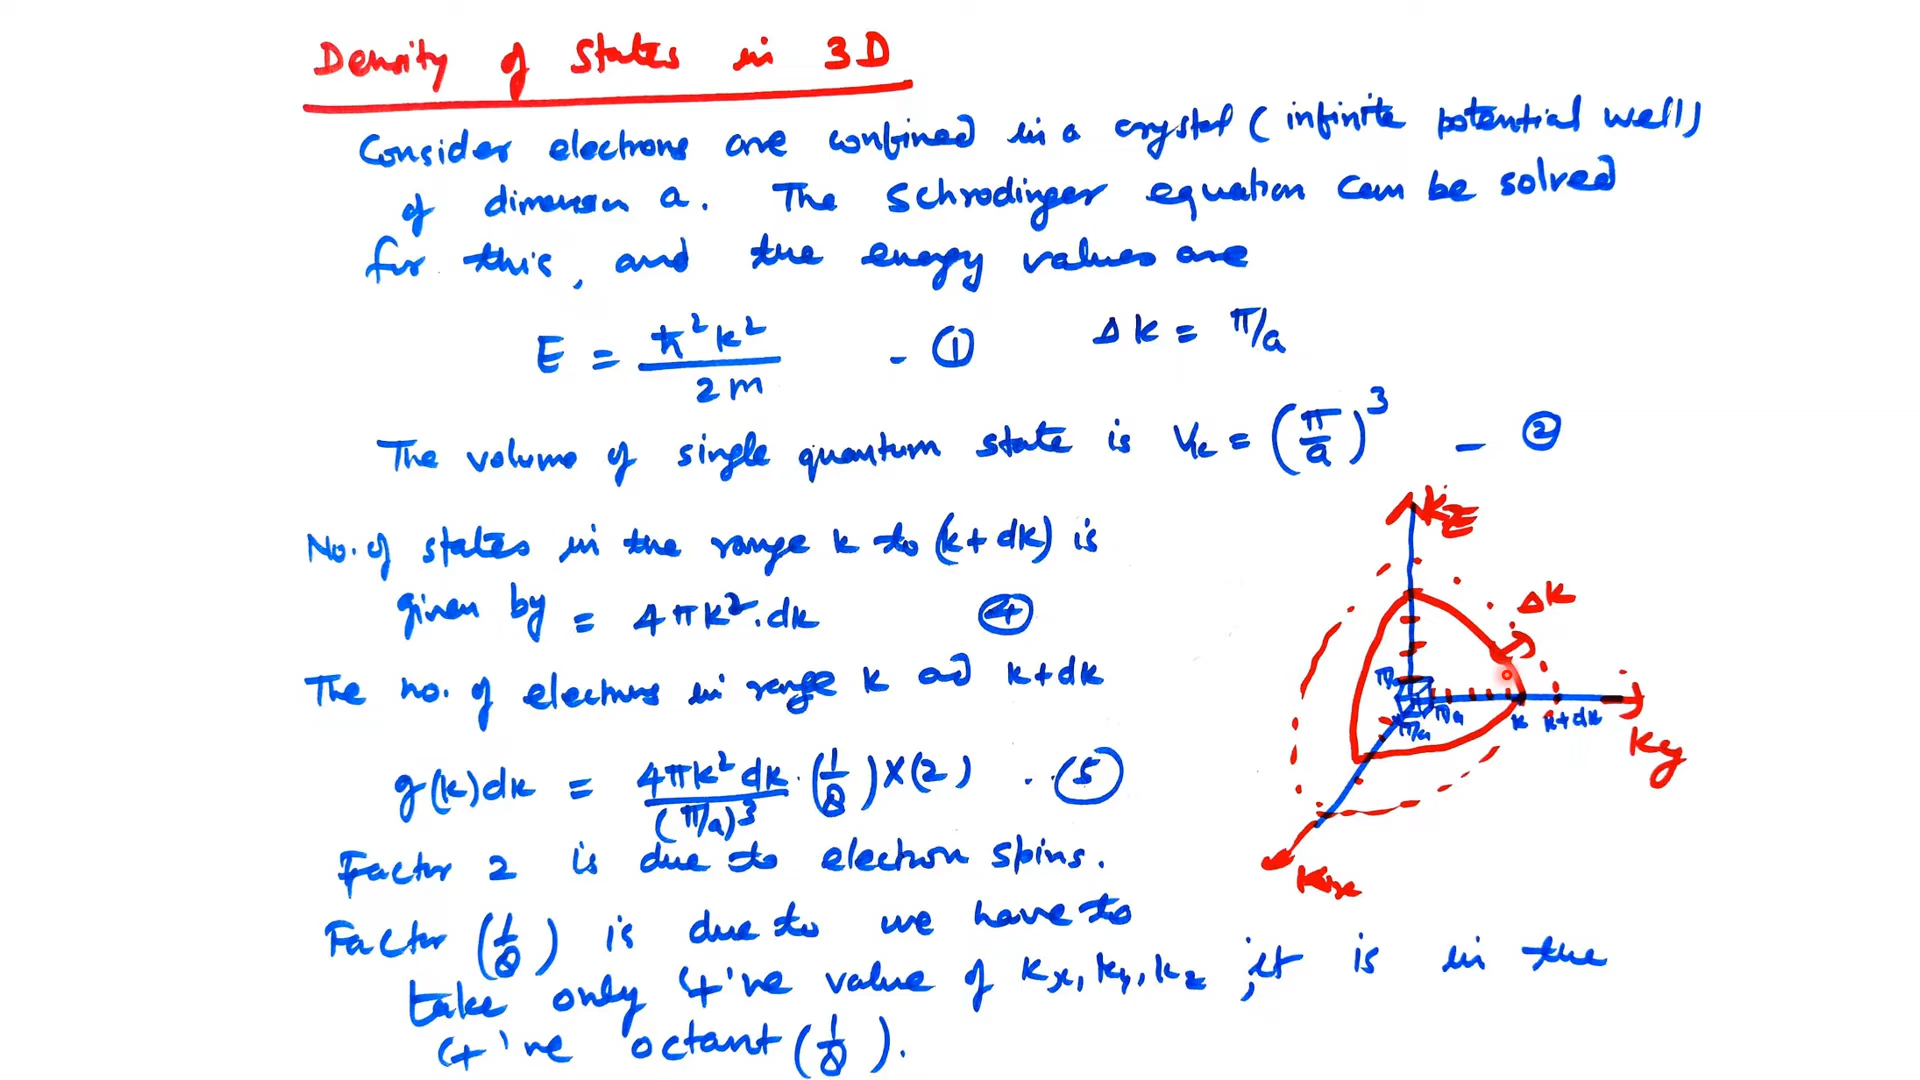 Density of states in 3D
Consider electrons are confined in a crystal (infinite potential well)
of dimension a. The Schrodinger equation can be solved
for this, and the energy values are
E = ħ²k²/2m - ① Δk = π/a
The volume of single quantum state is Vk = (π/a)³ - ②
No. of states in the range k to (k+dk) is
given by = 4πk².dk ④
The no. of electrons in range k ad k+dk
g(k)dk = 4πk²dk/(π/a)³ · (1/8) × (2) . ⑤
Factor 2 is due to electron spins.
Factor (1/8) is due to we have to
take only +'ve value of kx, ky, kz, it is in the
+'ve octant (1/8).
kz
Δk
π/a
π/a
π/a
k k+dk
ky
kx